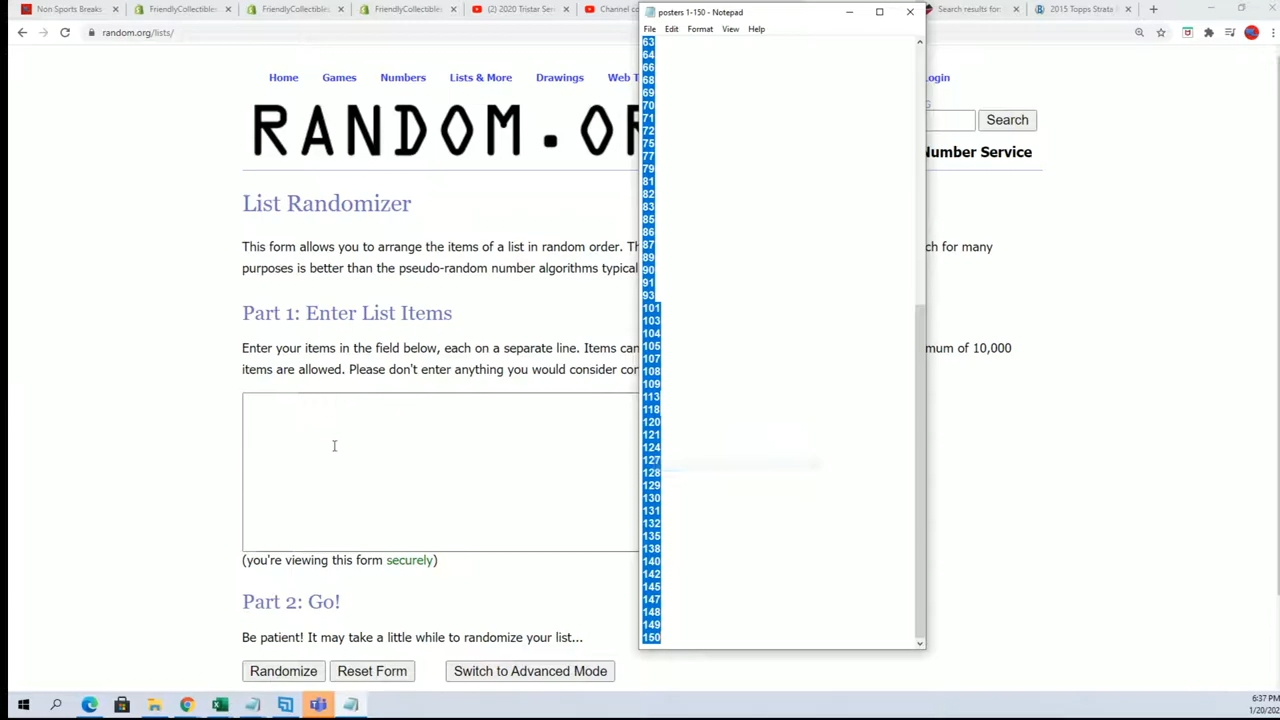 Non Sports Breaks
FriendlyCollectibles
FriendlyCollectibles
FriendlyCollectibles
(2) 2020 Tristar Ser
Channel co
Search results for:
2015 Topps Strata
random.org/lists/
posters 1-150 - Notepad
File Edit Format View Help
Home Games Numbers Lists & More Drawings Web T
ogin
RANDOM.O
Search
Number Service
List Randomizer
This form allows you to arrange the items of a list in random order. Th
ch for many
purposes is better than the pseudo-random number algorithms typical
Part 1: Enter List Items
Enter your items in the field below, each on a separate line. Items can
mum of 10,000
items are allowed. Please don't enter anything you would consider con
(you're viewing this form securely)
Part 2: Go!
Be patient! It may take a little while to randomize your list...
Randomize Reset Form Switch to Advanced Mode
63
64
66
68
69
70
71
72
75
77
79
81
82
83
85
86
87
89
90
91
93
101
103
104
105
107
108
109
113
118
120
121
124
127
128
129
130
131
132
135
138
140
142
145
147
148
149
150
6:37 PM
1/20/202